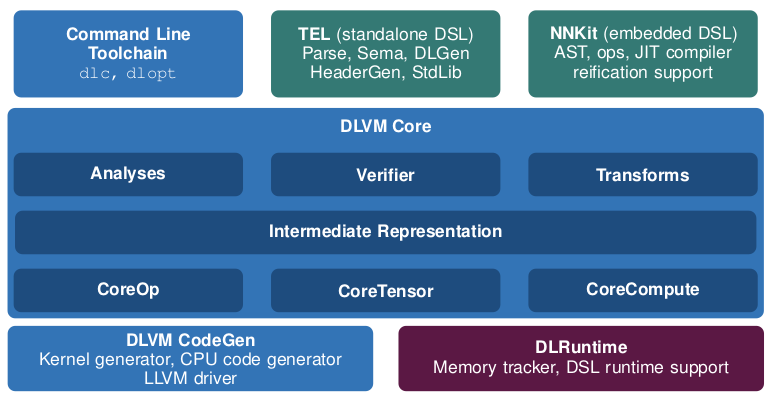 Command Line
Toolchain
dlc, dlopt
TEL (standalone DSL)
Parse, Sema, DLGen
HeaderGen, StdLib
NNKit (embedded DSL)
AST, ops, JIT compiler
reification support
DLVM Core
Analyses
Verifier
Transforms
Intermediate Representation
CoreOp
CoreTensor
CoreCompute
DLVM CodeGen
Kernel generator, CPU code generator
LLVM driver
DLRuntime
Memory tracker, DSL runtime support